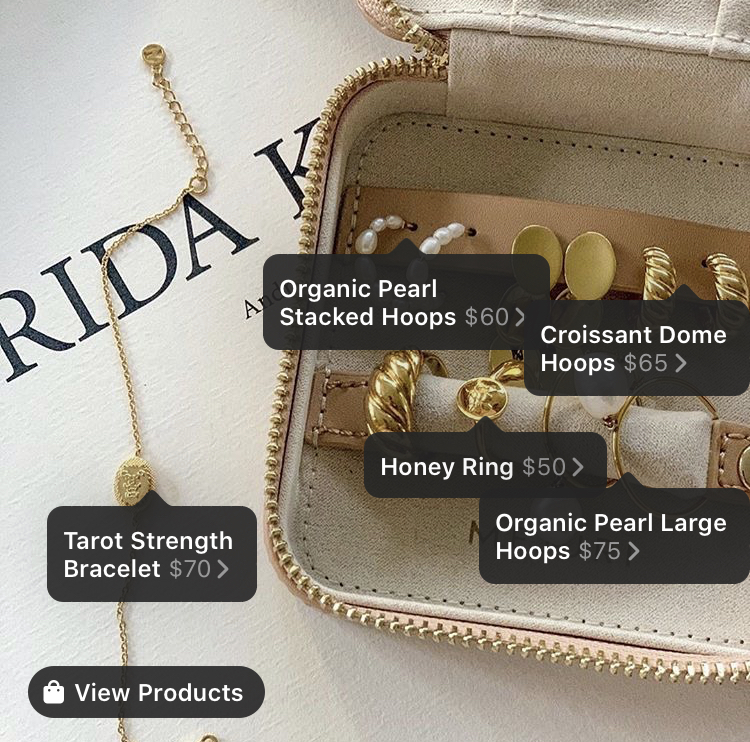 RIDA K
And
Organic Pearl
Stacked Hoops $60
Croissant Dome
Hoops $65
Honey Ring $50
Organic Pearl Large
Hoops $75
Tarot Strength
Bracelet $70
View Products